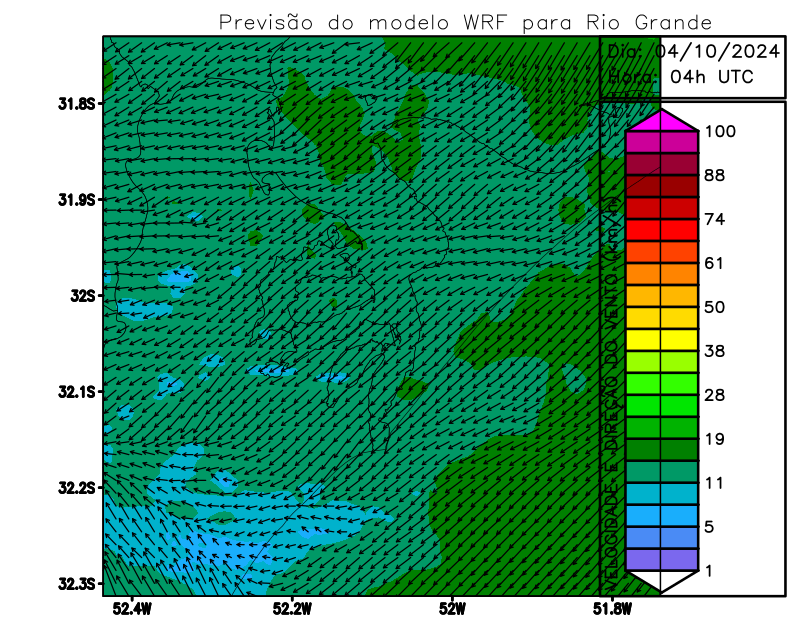 Previsão do modelo WRF para Rio Grande
Dia: 04/10/2024
Hora: 04h UTC
31.8S
31.9S
32S
32.1S
32.2S
32.3S
52.4W
52.2W
52W
51.8W
VELOCIDADE E DIREÇÃO DO VENTO (km/h)
100
88
74
61
50
38
28
19
11
5
1